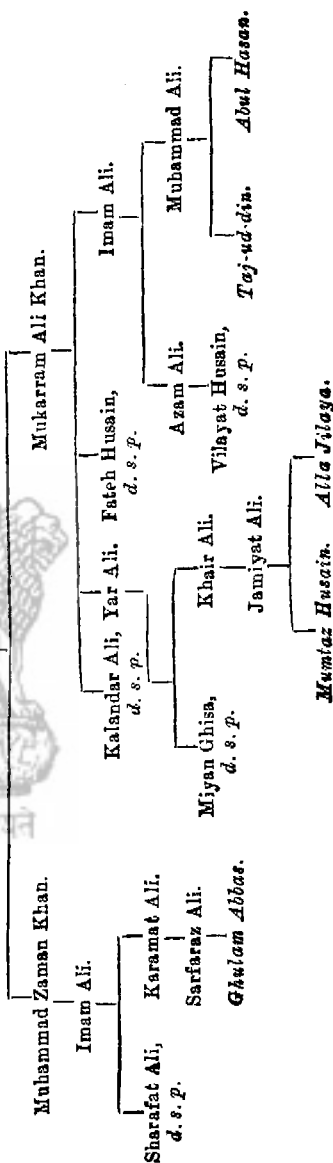 Muhammad Zaman Khan. Mukarram Ali Khan.
Imam Ali. Kalandar Ali, Yar Ali. Fateh Husain, Imam Ali.
d. s. p. d. s. p.
Sharafat Ali, Karamat Ali. Miyan Ghisa, Khair Ali. Azam Ali. Muhammad Ali.
d. s. p. d. s. p.
Sarfaraz Ali. Jamiyat Ali. Vilayat Husain, Taj-ud-din. Abul Hasan.
d. s. p.
Ghulam Abbas. Mumtaz Husain. Alla Jilaya.